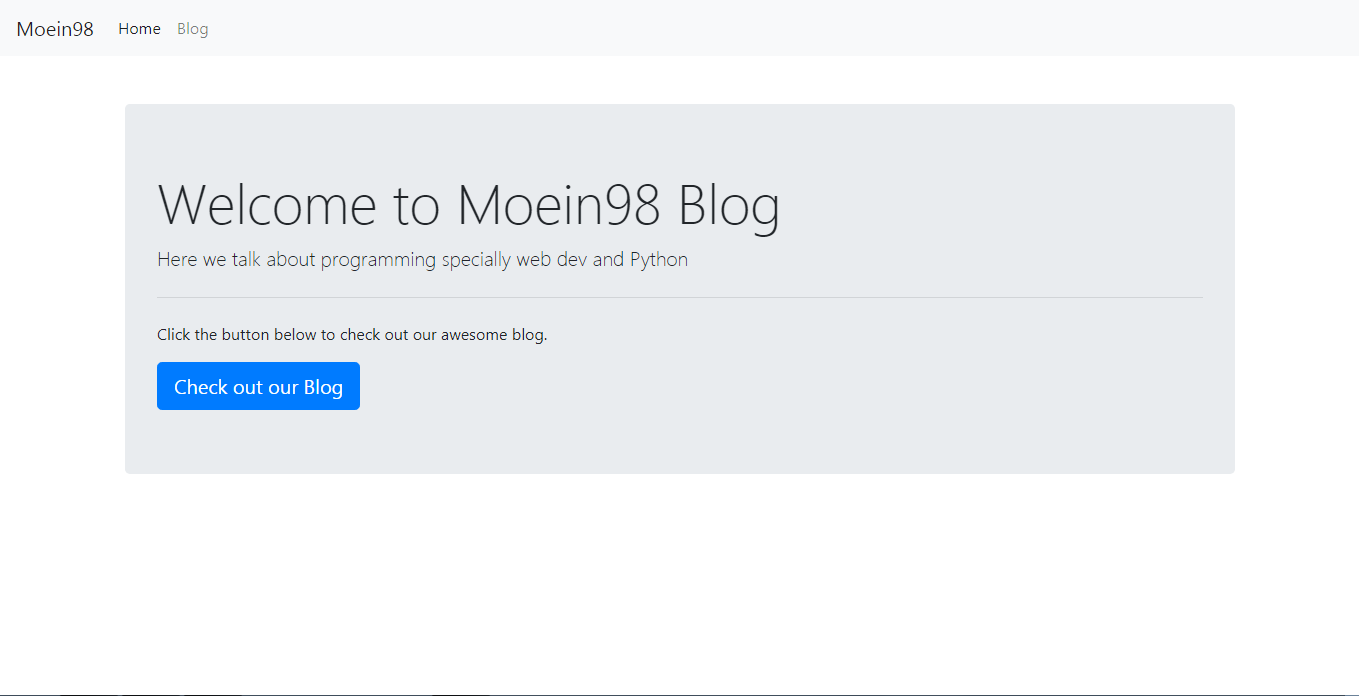 Moein98 Home Blog
Welcome to Moein98 Blog
Here we talk about programming specially web dev and Python
Click the button below to check out our awesome blog.
Check out our Blog